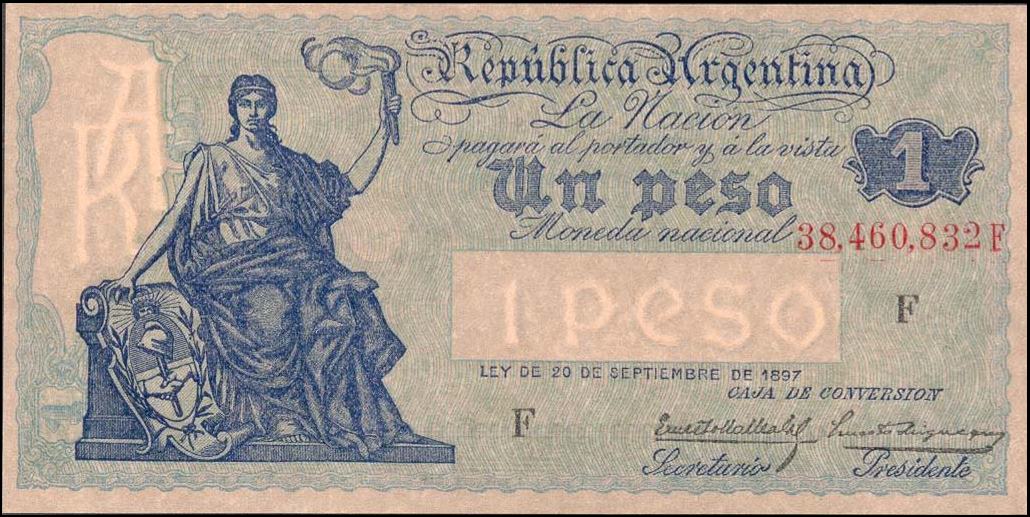 República Argentina
La Nación
pagará al portador y á la vista
1
Un peso
Moneda nacional
38,460,832 F
1 PESO
F
LEY DE 20 DE SEPTIEMBRE DE 1897
CAJA DE CONVERSION
F
Secretario
Presidente